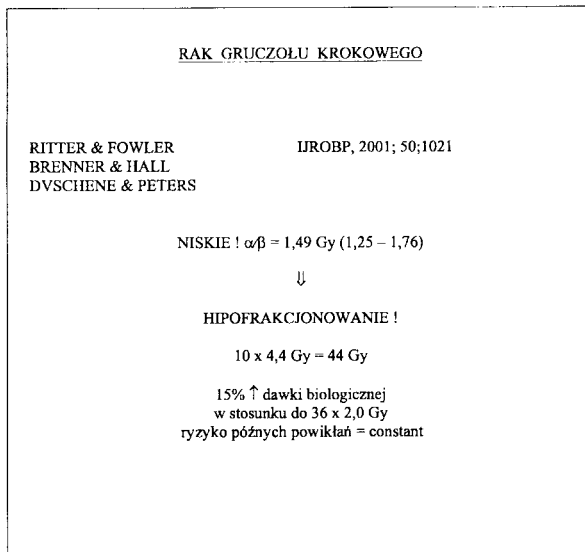 RAK GRUCZOŁU KROKOWEGO
RITTER & FOWLER IJROBP, 2001; 50;1021
BRENNER & HALL
DVSCHENE & PETERS
NISKIE ! α/β = 1,49 Gy (1,25 – 1,76)
⇓
HIPOFRAKCJONOWANIE !
10 x 4,4 Gy = 44 Gy
15% ↑ dawki biologicznej
w stosunku do 36 x 2,0 Gy
ryzyko późnych powikłań = constant